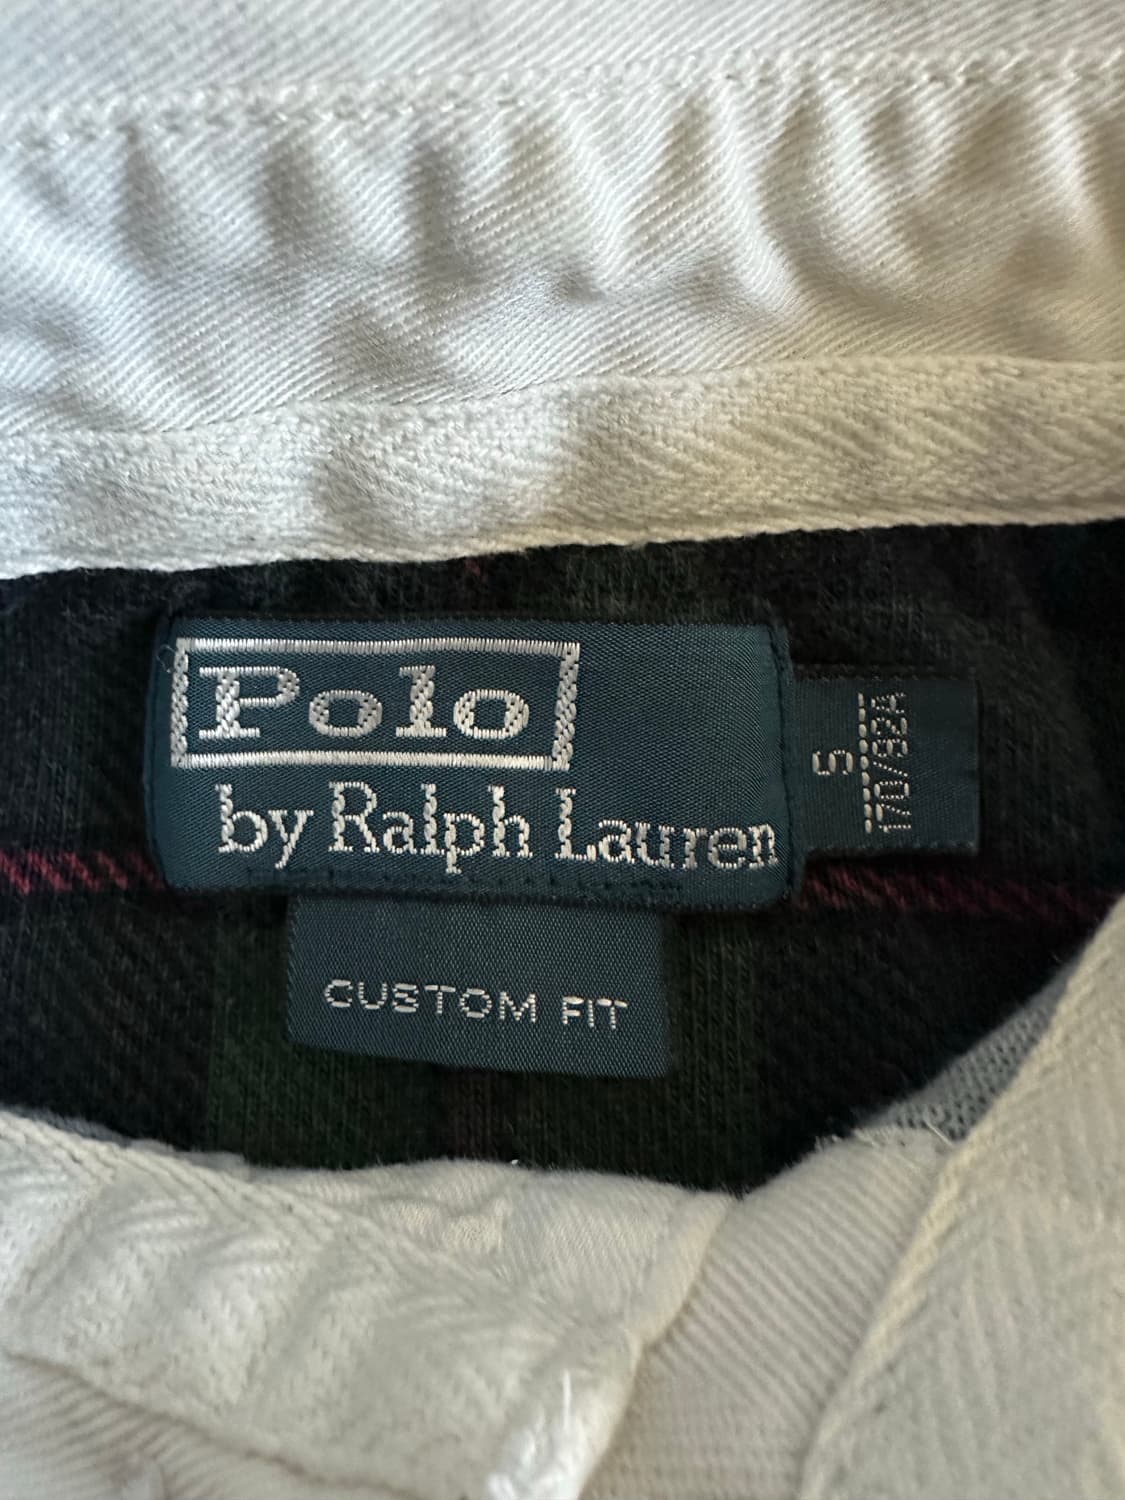 Polo
by Ralph Lauren
S
170/92A
CUSTOM FIT